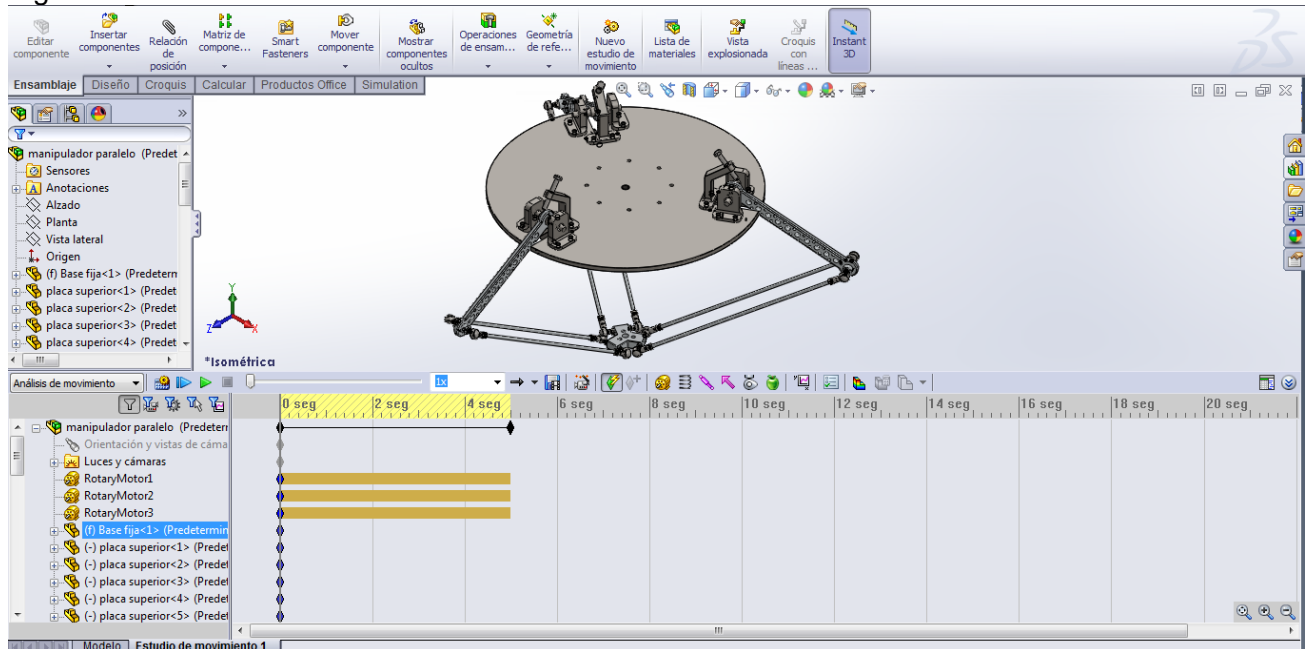 Editar componente
Insertar componentes
Relación de posición
Matriz de compone...
Smart Fasteners
Mover componente
Mostrar componentes ocultos
Operaciones de ensam...
Geometría de refe...
Nuevo estudio de movimiento
Lista de materiales
Vista explosionada
Croquis con líneas ...
Instant 3D
Ensamblaje Diseño Croquis Calcular Productos Office Simulation
manipulador paralelo (Predet
Sensores
Anotaciones
Alzado
Planta
Vista lateral
Origen
(f) Base fija<1> (Predetern
placa superior<1> (Predet
placa superior<2> (Predet
placa superior<3> (Predet
placa superior<4> (Predet
Y
Z X
*Isométrica
Análisis de movimiento 1x
0 seg 2 seg 4 seg 6 seg 8 seg 10 seg 12 seg 14 seg 16 seg 18 seg 20 seg
manipulador paralelo (Predeterr
Orientación y vistas de cáma
Luces y cámaras
RotaryMotor1
RotaryMotor2
RotaryMotor3
(f) Base fija<1> (Predetermin
(-) placa superior<1> (Predet
(-) placa superior<2> (Predet
(-) placa superior<3> (Predet
(-) placa superior<4> (Predet
(-) placa superior<5> (Predet
Modelo Estudio de movimiento 1